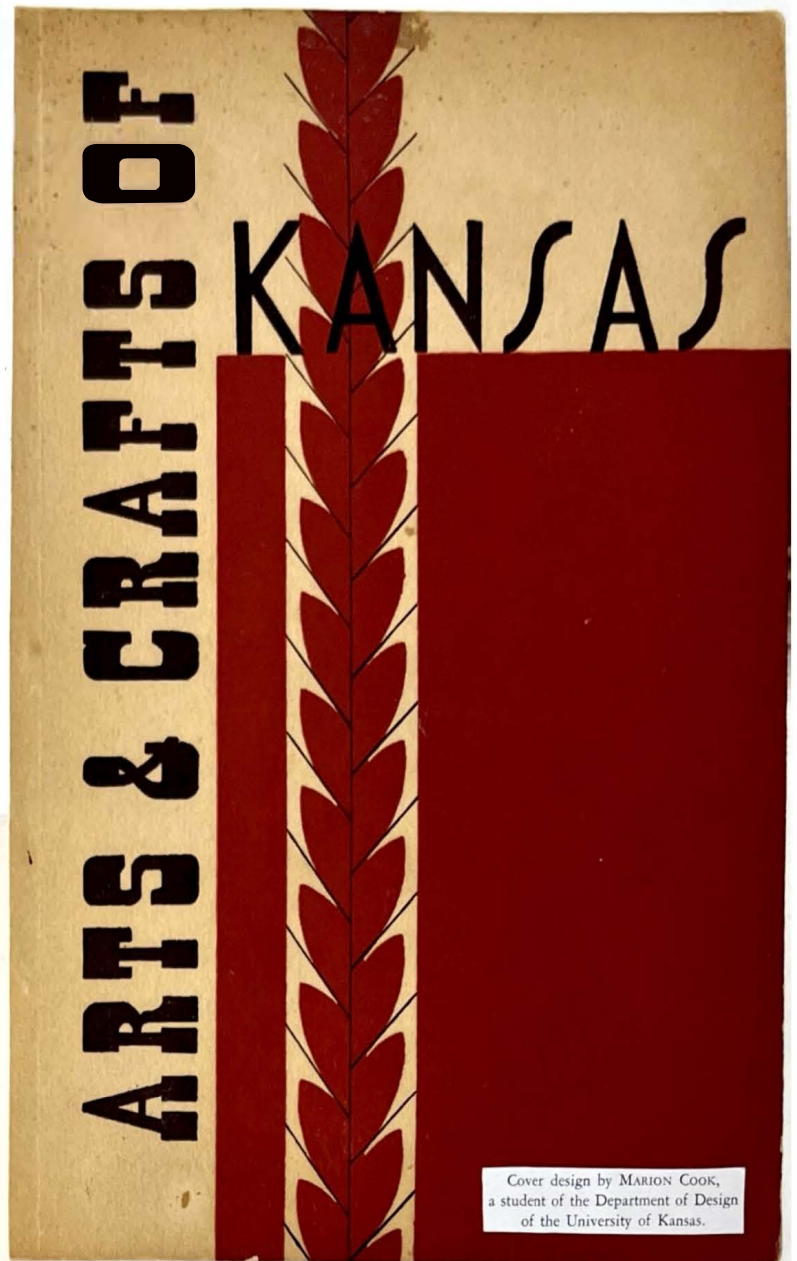 ARTS & CRAFTS OF
KANSAS
Cover design by MARION COOK,
a student of the Department of Design
of the University of Kansas.